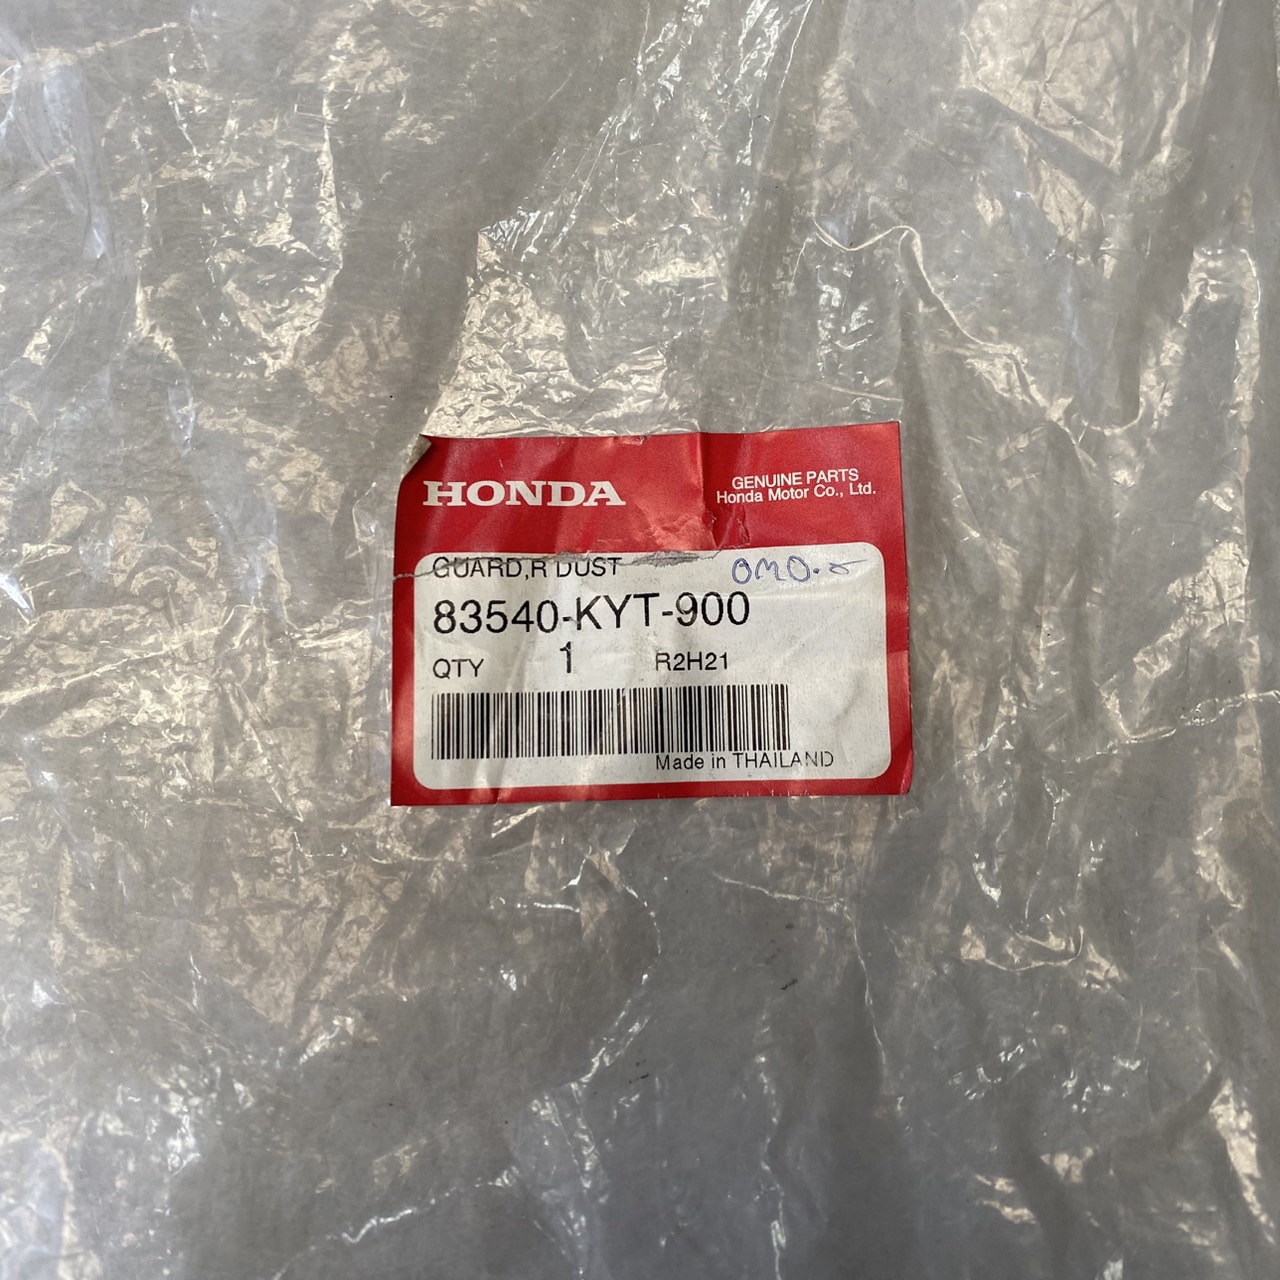 HONDA
GENUINE PARTS
Honda Motor Co., Ltd.
GUARD,R DUST
83540-KYT-900
QTY 1 R2H21
Made in THAILAND